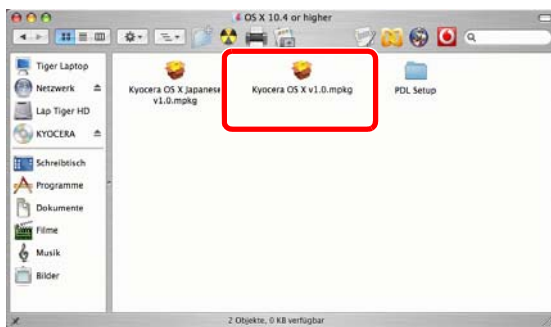 OS X 10.4 or higher
Tiger Laptop
Netzwerk
Lap Tiger HD
KYOCERA
Schreibtisch
Programme
Dokumente
Filme
Musik
Bilder
Kyocera OS X Japanese
v1.0.mpkg
Kyocera OS X v1.0.mpkg
PDL Setup
2 Objekte, 0 KB verfügbar